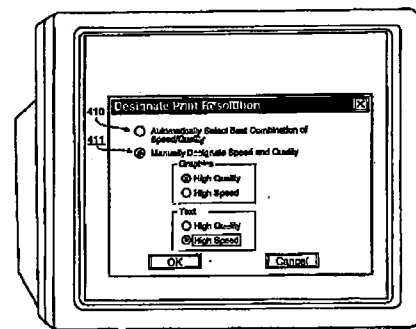 Designate Print Resolution
410
Automatically Select Best Combination of
Speed/Quality
411
Manually Designate Speed and Quality
Graphics
High Quality
High Speed
Text
High Quality
High Speed
OK
Cancel